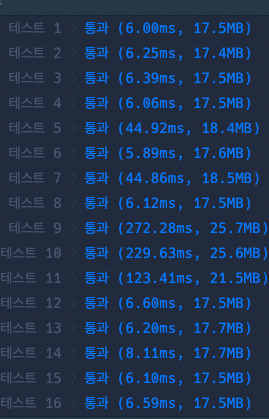 테스트 1 > 통과 (6.00ms, 17.5MB)
테스트 2 > 통과 (6.25ms, 17.4MB)
테스트 3 > 통과 (6.39ms, 17.5MB)
테스트 4 > 통과 (6.06ms, 17.5MB)
테스트 5 > 통과 (44.92ms, 18.4MB)
테스트 6 > 통과 (5.89ms, 17.6MB)
테스트 7 > 통과 (44.86ms, 18.5MB)
테스트 8 > 통과 (6.12ms, 17.5MB)
테스트 9 > 통과 (272.28ms, 25.7MB)
테스트 10 > 통과 (229.63ms, 25.6MB)
테스트 11 > 통과 (123.41ms, 21.5MB)
테스트 12 > 통과 (6.60ms, 17.5MB)
테스트 13 > 통과 (6.20ms, 17.7MB)
테스트 14 > 통과 (8.11ms, 17.7MB)
테스트 15 > 통과 (6.10ms, 17.5MB)
테스트 16 > 통과 (6.59ms, 17.5MB)